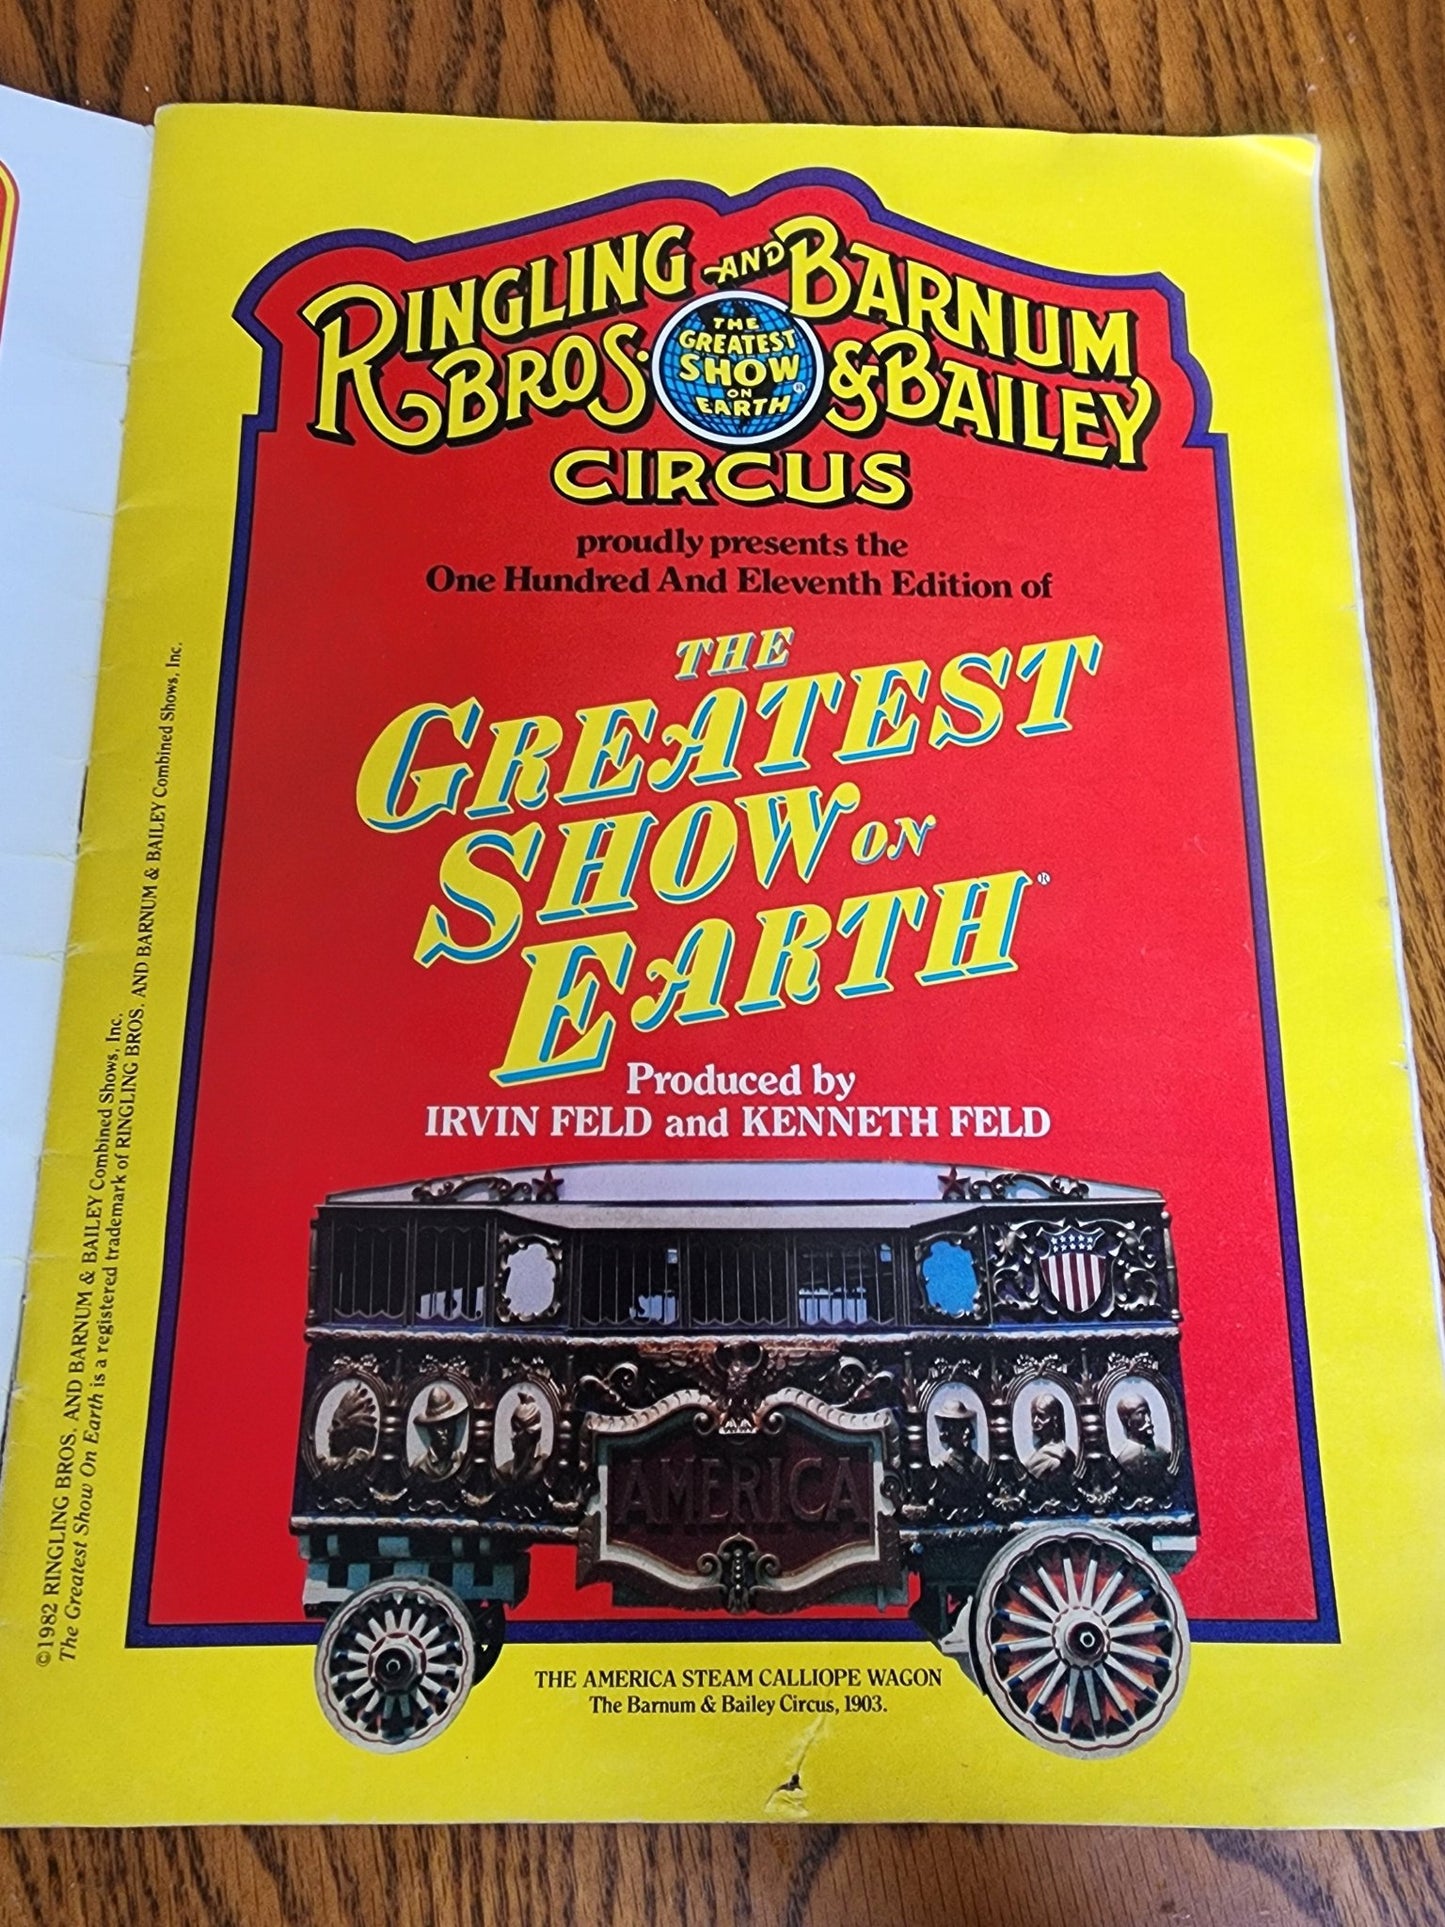 RINGLING AND BARNUM
BROS. & BAILEY
THE
GREATEST
SHOW
ON
EARTH®
CIRCUS
proudly presents the
One Hundred And Eleventh Edition of
THE
GREATEST
SHOW ON
EARTH®
Produced by
IRVIN FELD and KENNETH FELD
AMERICA
THE AMERICA STEAM CALLIOPE WAGON
The Barnum & Bailey Circus, 1903.
©1982 RINGLING BROS. AND BARNUM & BAILEY Combined Shows, Inc.
The Greatest Show On Earth is a registered trademark of RINGLING BROS. AND BARNUM & BAILEY Combined Shows, Inc.